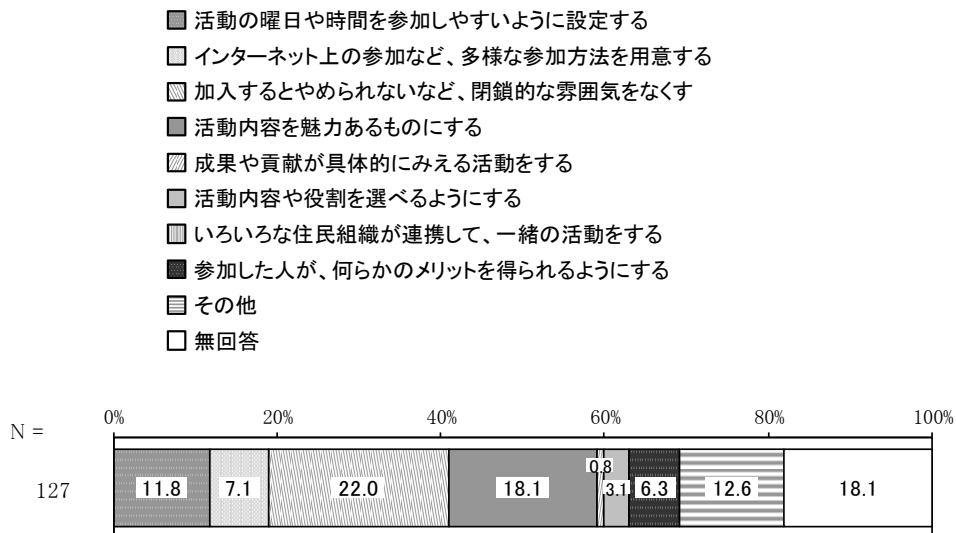 活動の曜日や時間を参加しやすいように設定する
インターネット上の参加など、多様な参加方法を用意する
加入するとやめられないなど、閉鎖的な雰囲気をなくす
活動内容を魅力あるものにする
成果や貢献が具体的にみえる活動をする
活動内容や役割を選べるようにする
いろいろな住民組織が連携して、一緒の活動をする
参加した人が、何らかのメリットを得られるようにする
その他
無回答
N = 0% 20% 40% 60% 80% 100%
127 11.8 7.1 22.0 18.1 0.8 3.1 6.3 12.6 18.1